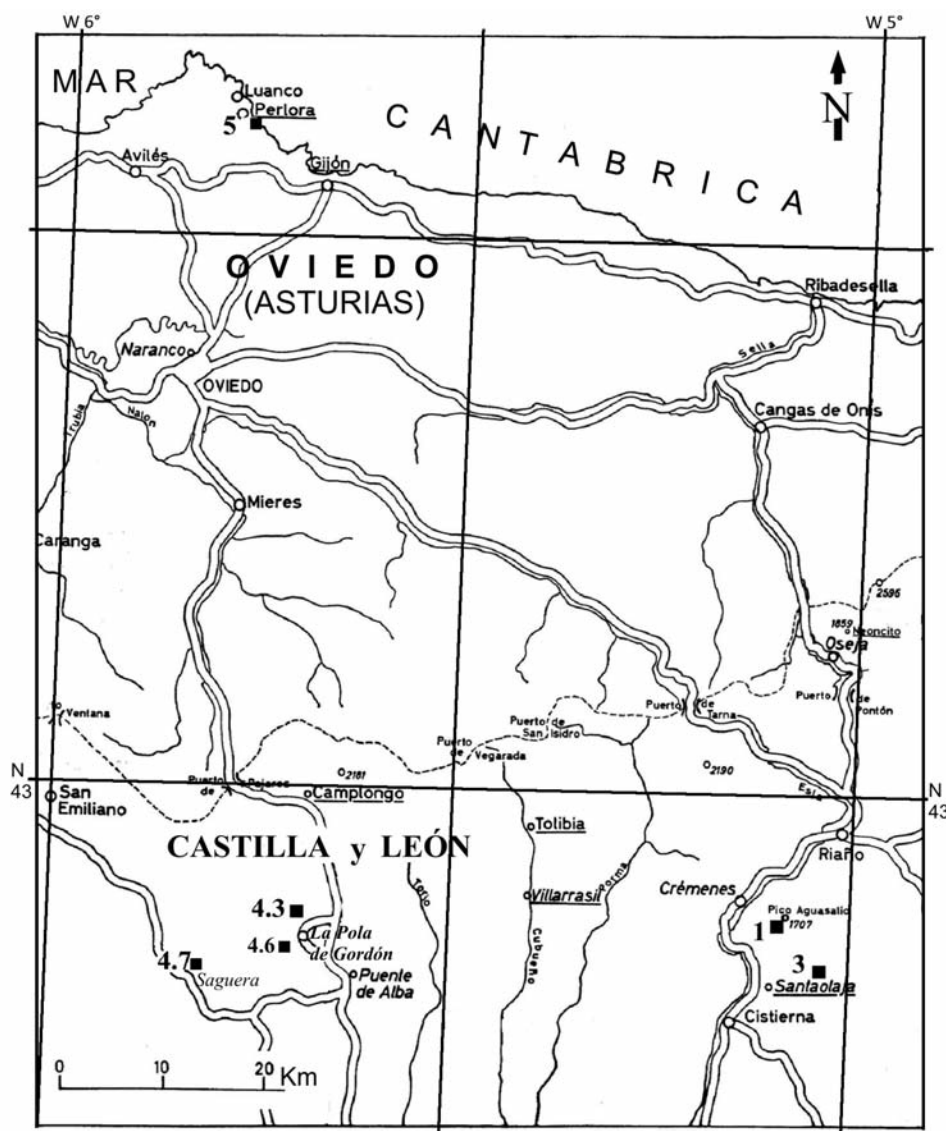 W 6°
W 5°
MAR
CANTABRICA
N
Luanco
Perlora
5
Avilés
Gijón
OVIEDO
(ASTURIAS)
Ribadesella
Sella
Naranco
OVIEDO
Trubia
Nalón
Cangas de Onís
Mieres
Caranga
2596
1859
Neoncito
Oseja
Puerto de Pontón
Puerto de Tarna
Puerto de San Isidro
Puerto de Vegarada
Ventana
Puerto de Pajares
2181
2190
N 43
N 43
San Emiliano
Camplongo
Esla
Tolibia
CASTILLA y LEÓN
Riaño
Torío
Villarrasil
Porma
Crémenes
Pico Aguasalio
1707
4.3
1
La Pola
de Gordón
4.6
4.7
Saguera
Puente
de Alba
Curueño
3
Santaolaja
Cistierna
0 10 20 Km